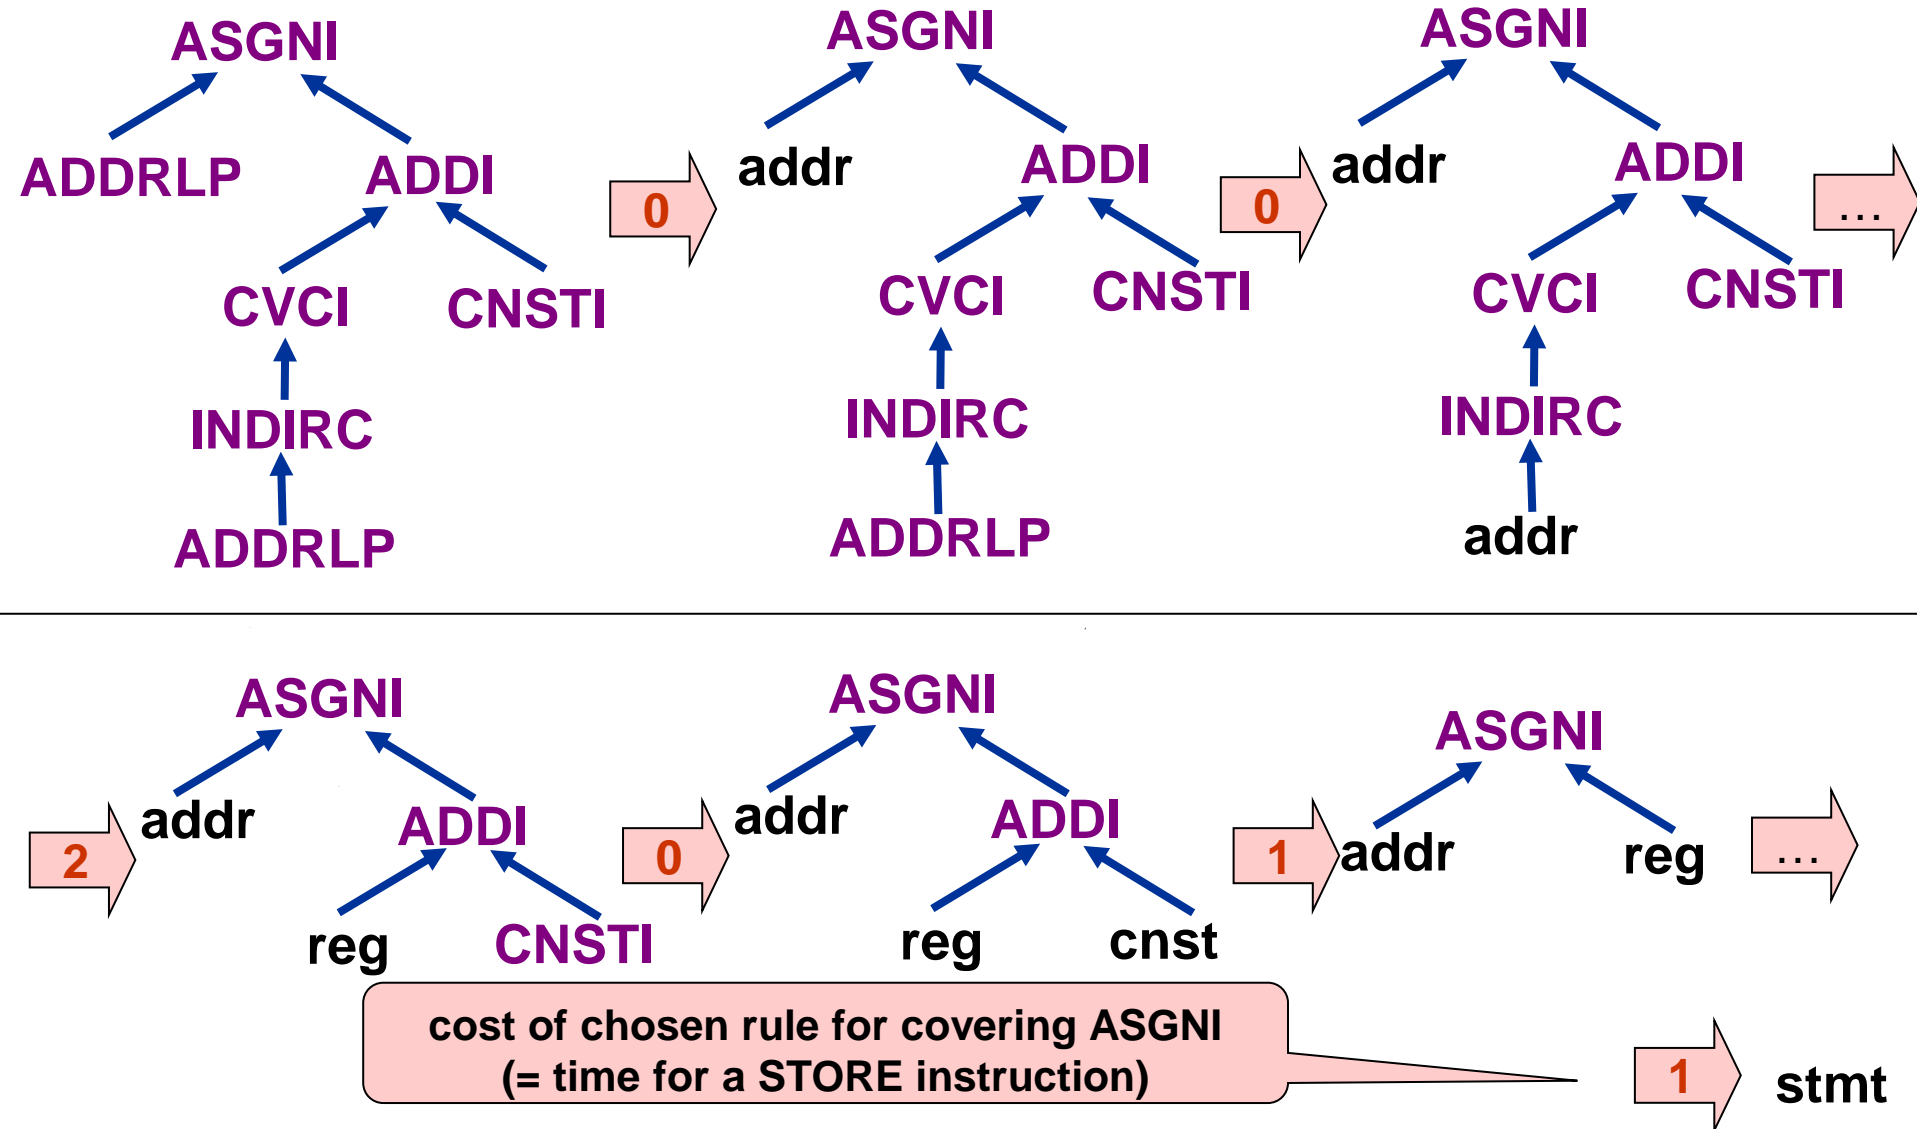 ASGNI
ADDRLP
ADDI
CVCI
CNSTI
INDIRC
ADDRLP
0
ASGNI
addr
ADDI
CVCI
CNSTI
INDIRC
ADDRLP
0
ASGNI
addr
ADDI
CVCI
CNSTI
INDIRC
addr
...
2
ASGNI
addr
ADDI
reg
CNSTI
0
ASGNI
addr
ADDI
reg
cnst
1
ASGNI
addr
reg
...
cost of chosen rule for covering ASGNI
(= time for a STORE instruction)
1
stmt